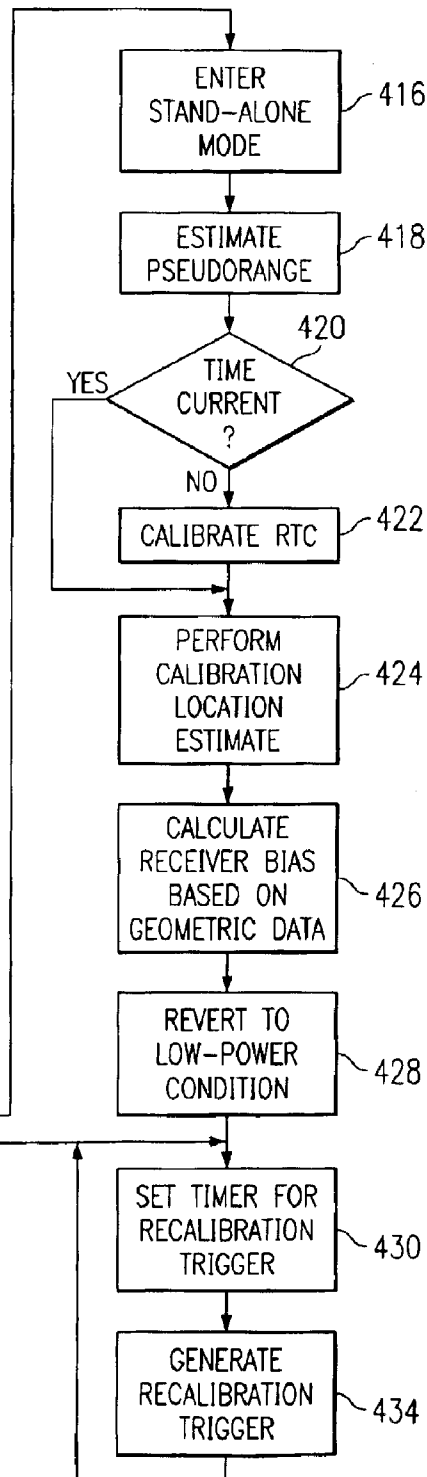 ENTER
STAND-ALONE
MODE
416
ESTIMATE
PSEUDORANGE
418
420
YES
TIME
CURRENT
?
NO
CALIBRATE RTC
422
PERFORM
CALIBRATION
LOCATION
ESTIMATE
424
CALCULATE
RECEIVER BIAS
BASED ON
GEOMETRIC DATA
426
REVERT TO
LOW-POWER
CONDITION
428
SET TIMER FOR
RECALIBRATION
TRIGGER
430
GENERATE
RECALIBRATION
TRIGGER
434